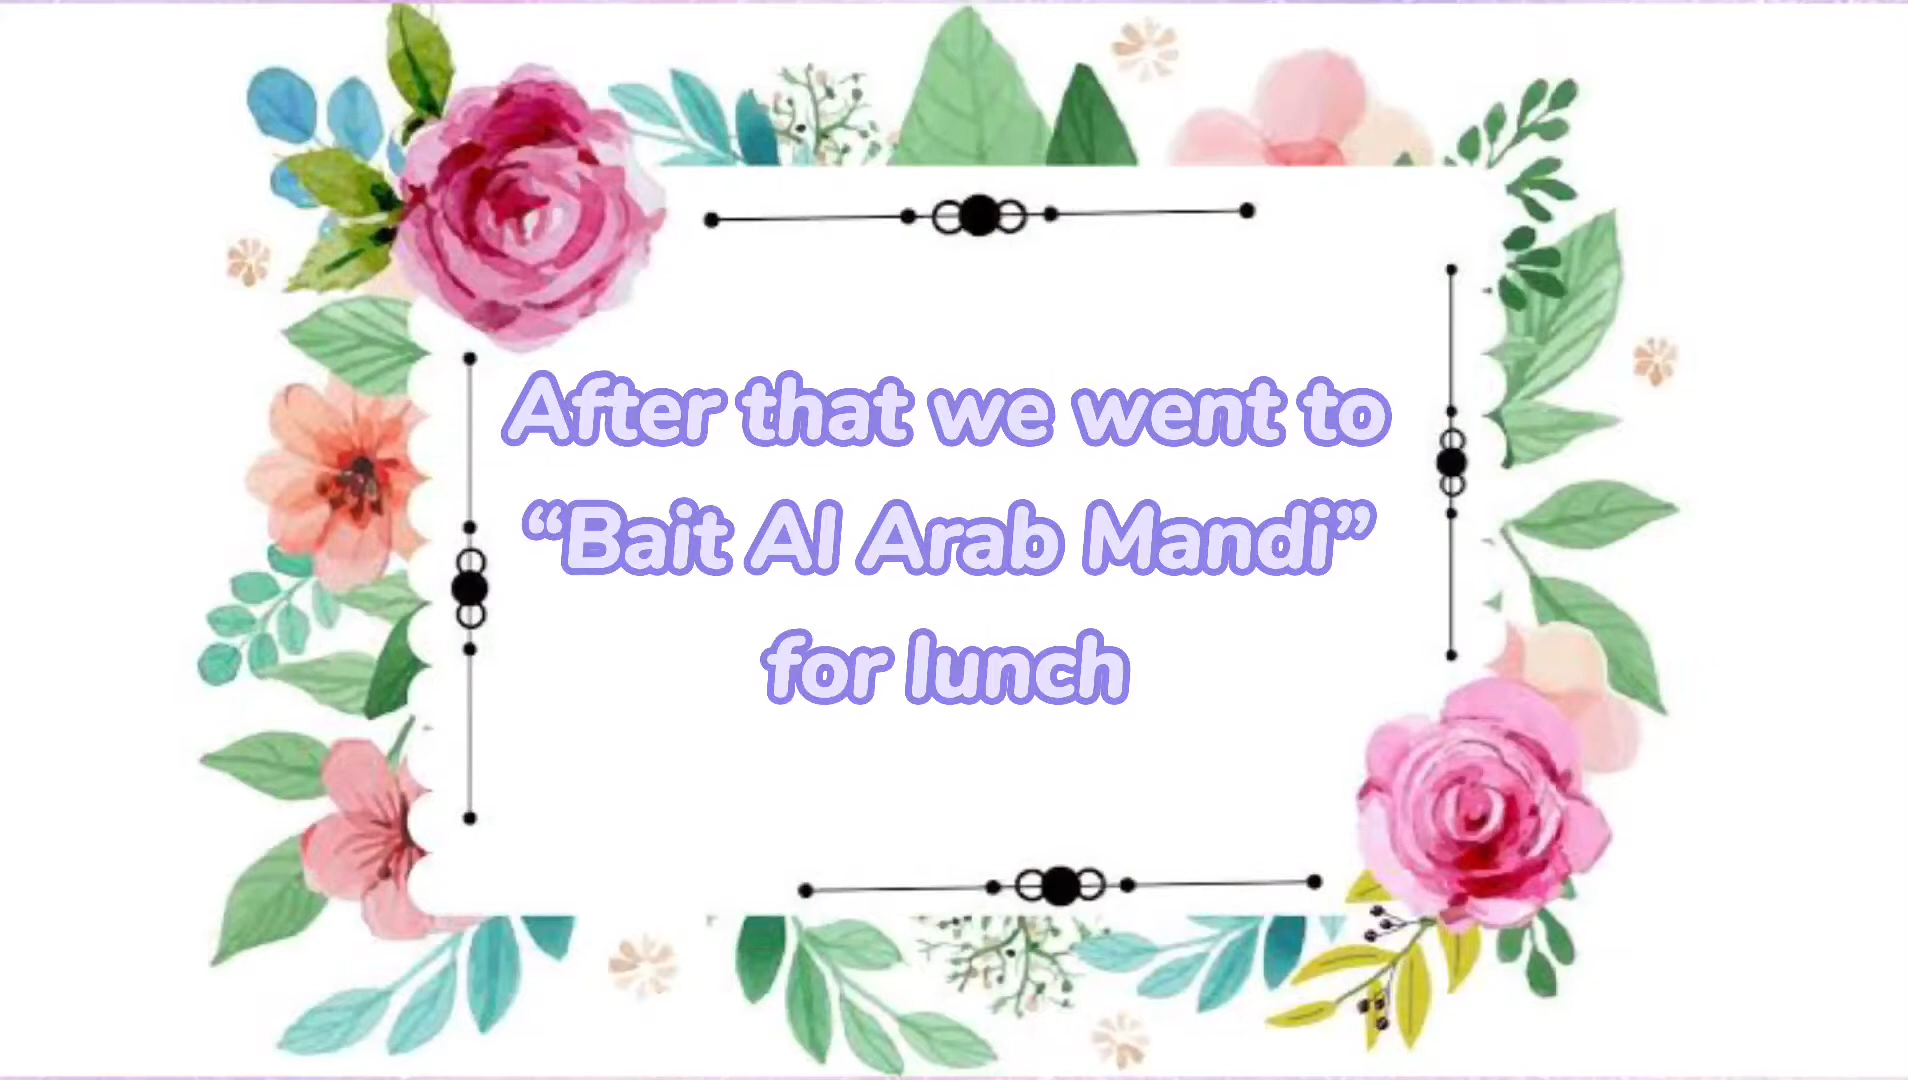 After that we went to
“Bait Al Arab Mandi”
for lunch